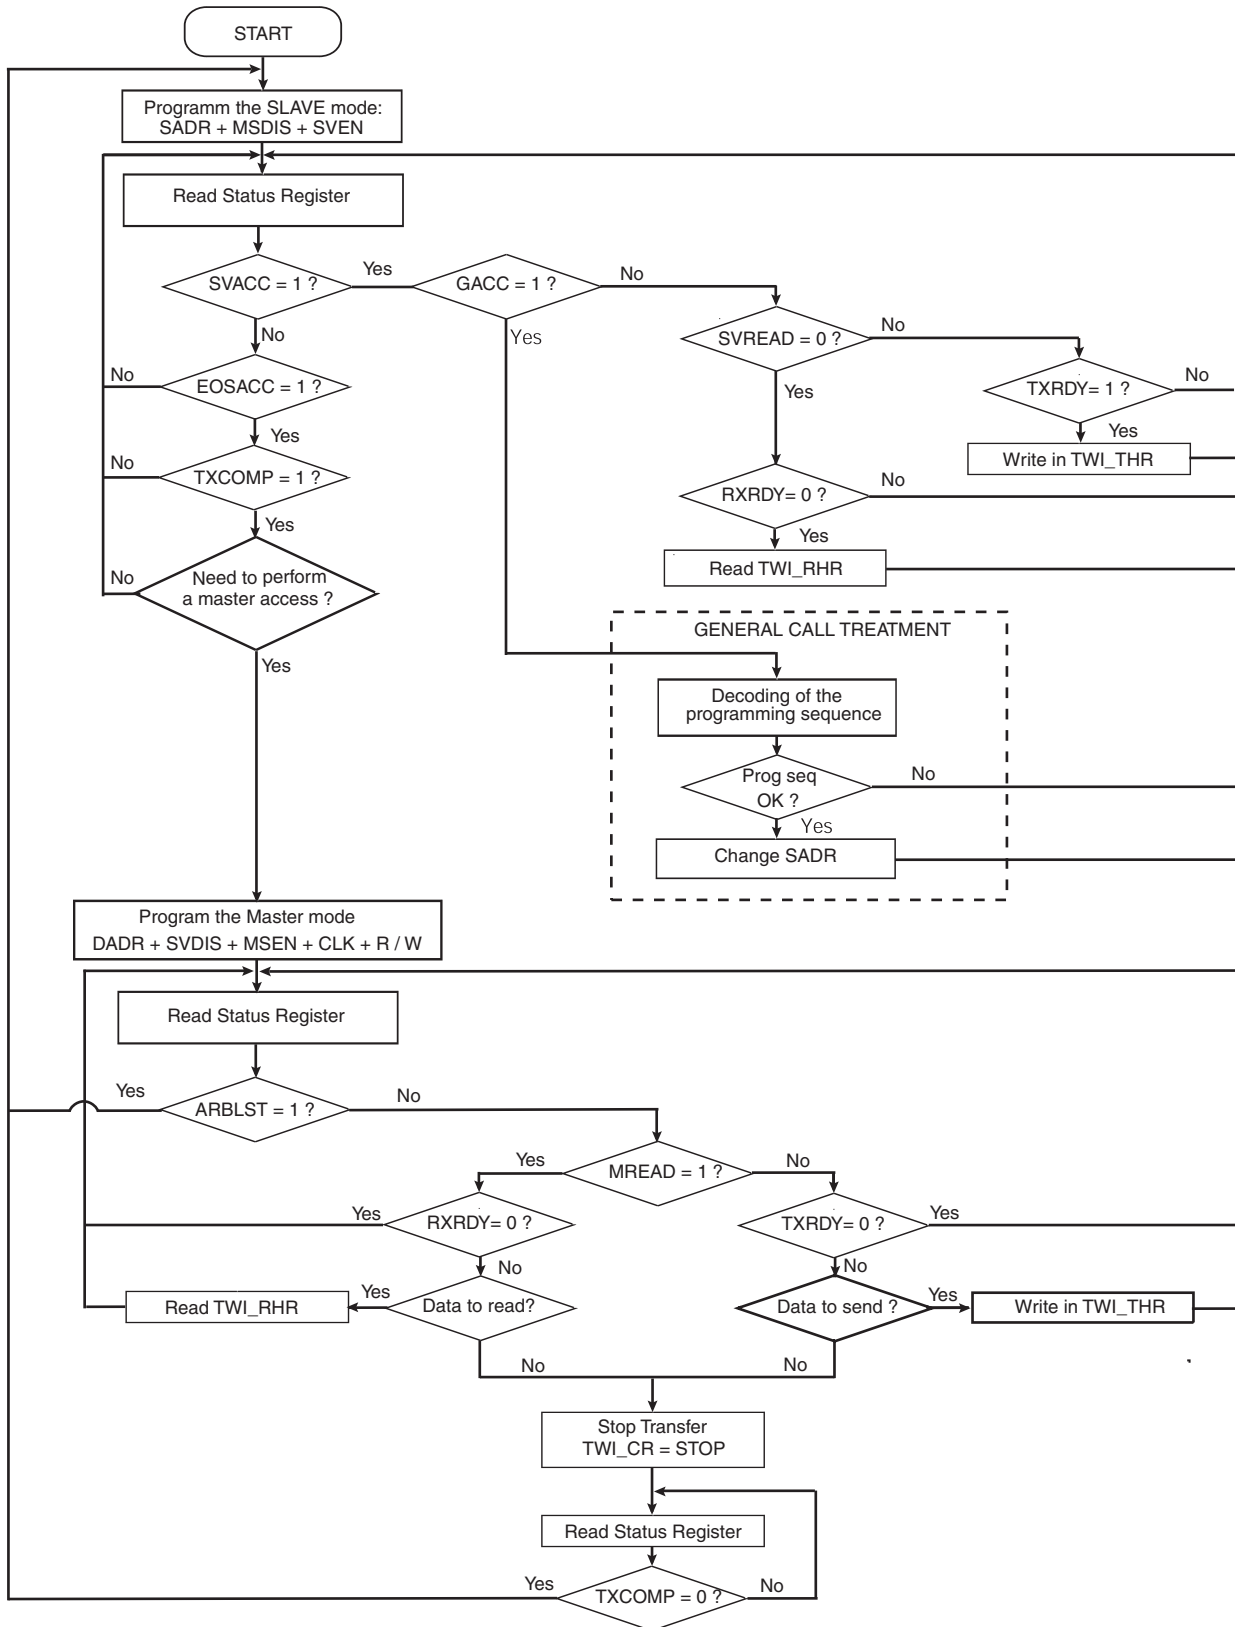 START
Programm the SLAVE mode:
SADR + MSDIS + SVEN
Read Status Register
SVACC = 1 ?
Yes
GACC = 1 ?
No
No
Yes
SVREAD = 0 ?
No
No
EOSACC = 1 ?
Yes
TXRDY= 1 ?
No
Yes
Yes
Write in TWI_THR
No
TXCOMP = 1 ?
RXRDY= 0 ?
No
Yes
Yes
Read TWI_RHR
No
Need to perform
a master access ?
GENERAL CALL TREATMENT
Yes
Decoding of the
programming sequence
Prog seq
OK ?
No
Yes
Change SADR
Program the Master mode
DADR + SVDIS + MSEN + CLK + R / W
Read Status Register
Yes
ARBLST = 1 ?
No
Yes
MREAD = 1 ?
No
Yes
RXRDY= 0 ?
TXRDY= 0 ?
Yes
No
No
Read TWI_RHR
Yes
Data to read?
Data to send ?
Yes
Write in TWI_THR
No
No
Stop Transfer
TWI_CR = STOP
Read Status Register
Yes
TXCOMP = 0 ?
No